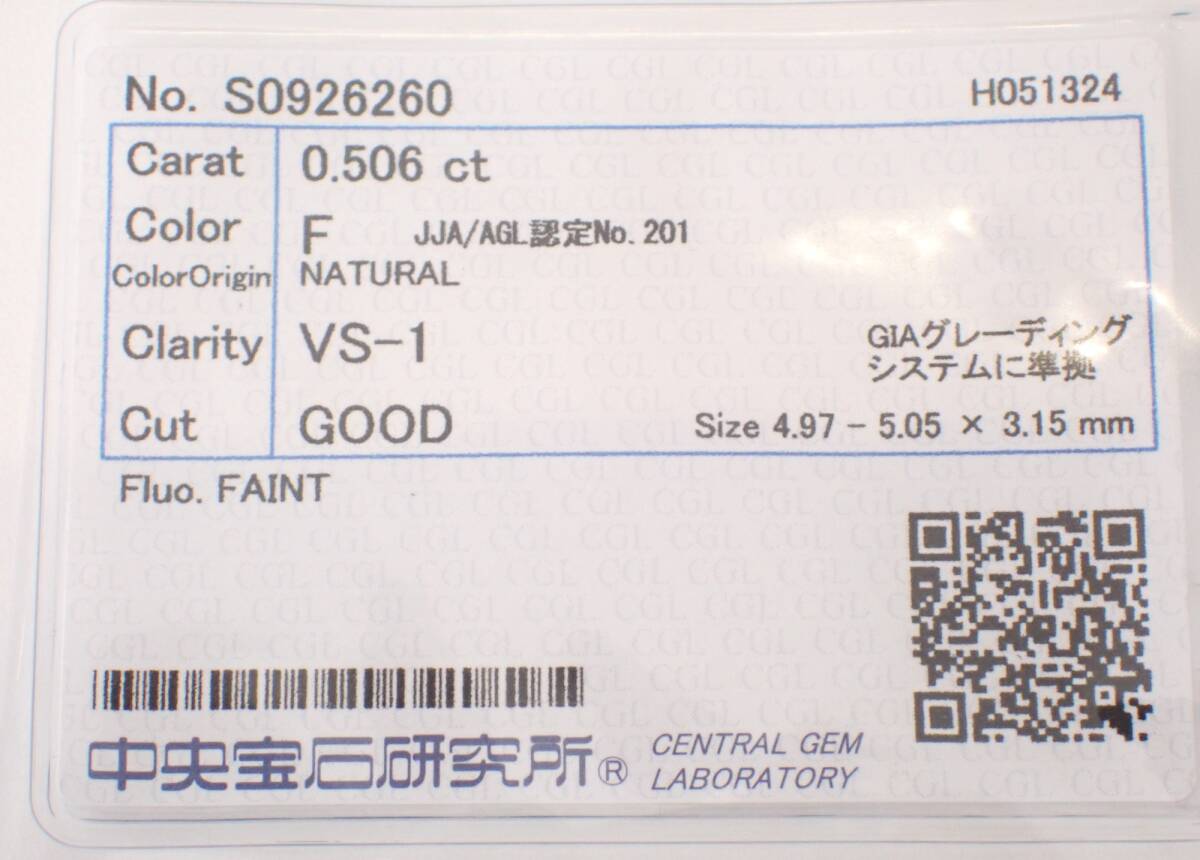 No. S0926260
H051324
Carat 0.506 ct
Color F JJA/AGL認定No.201
ColorOrigin NATURAL
Clarity VS-1
GIAグレーディング
システムに準拠
Cut GOOD
Size 4.97 - 5.05 × 3.15 mm
Fluo. FAINT
中央宝石研究所®
CENTRAL GEM
LABORATORY